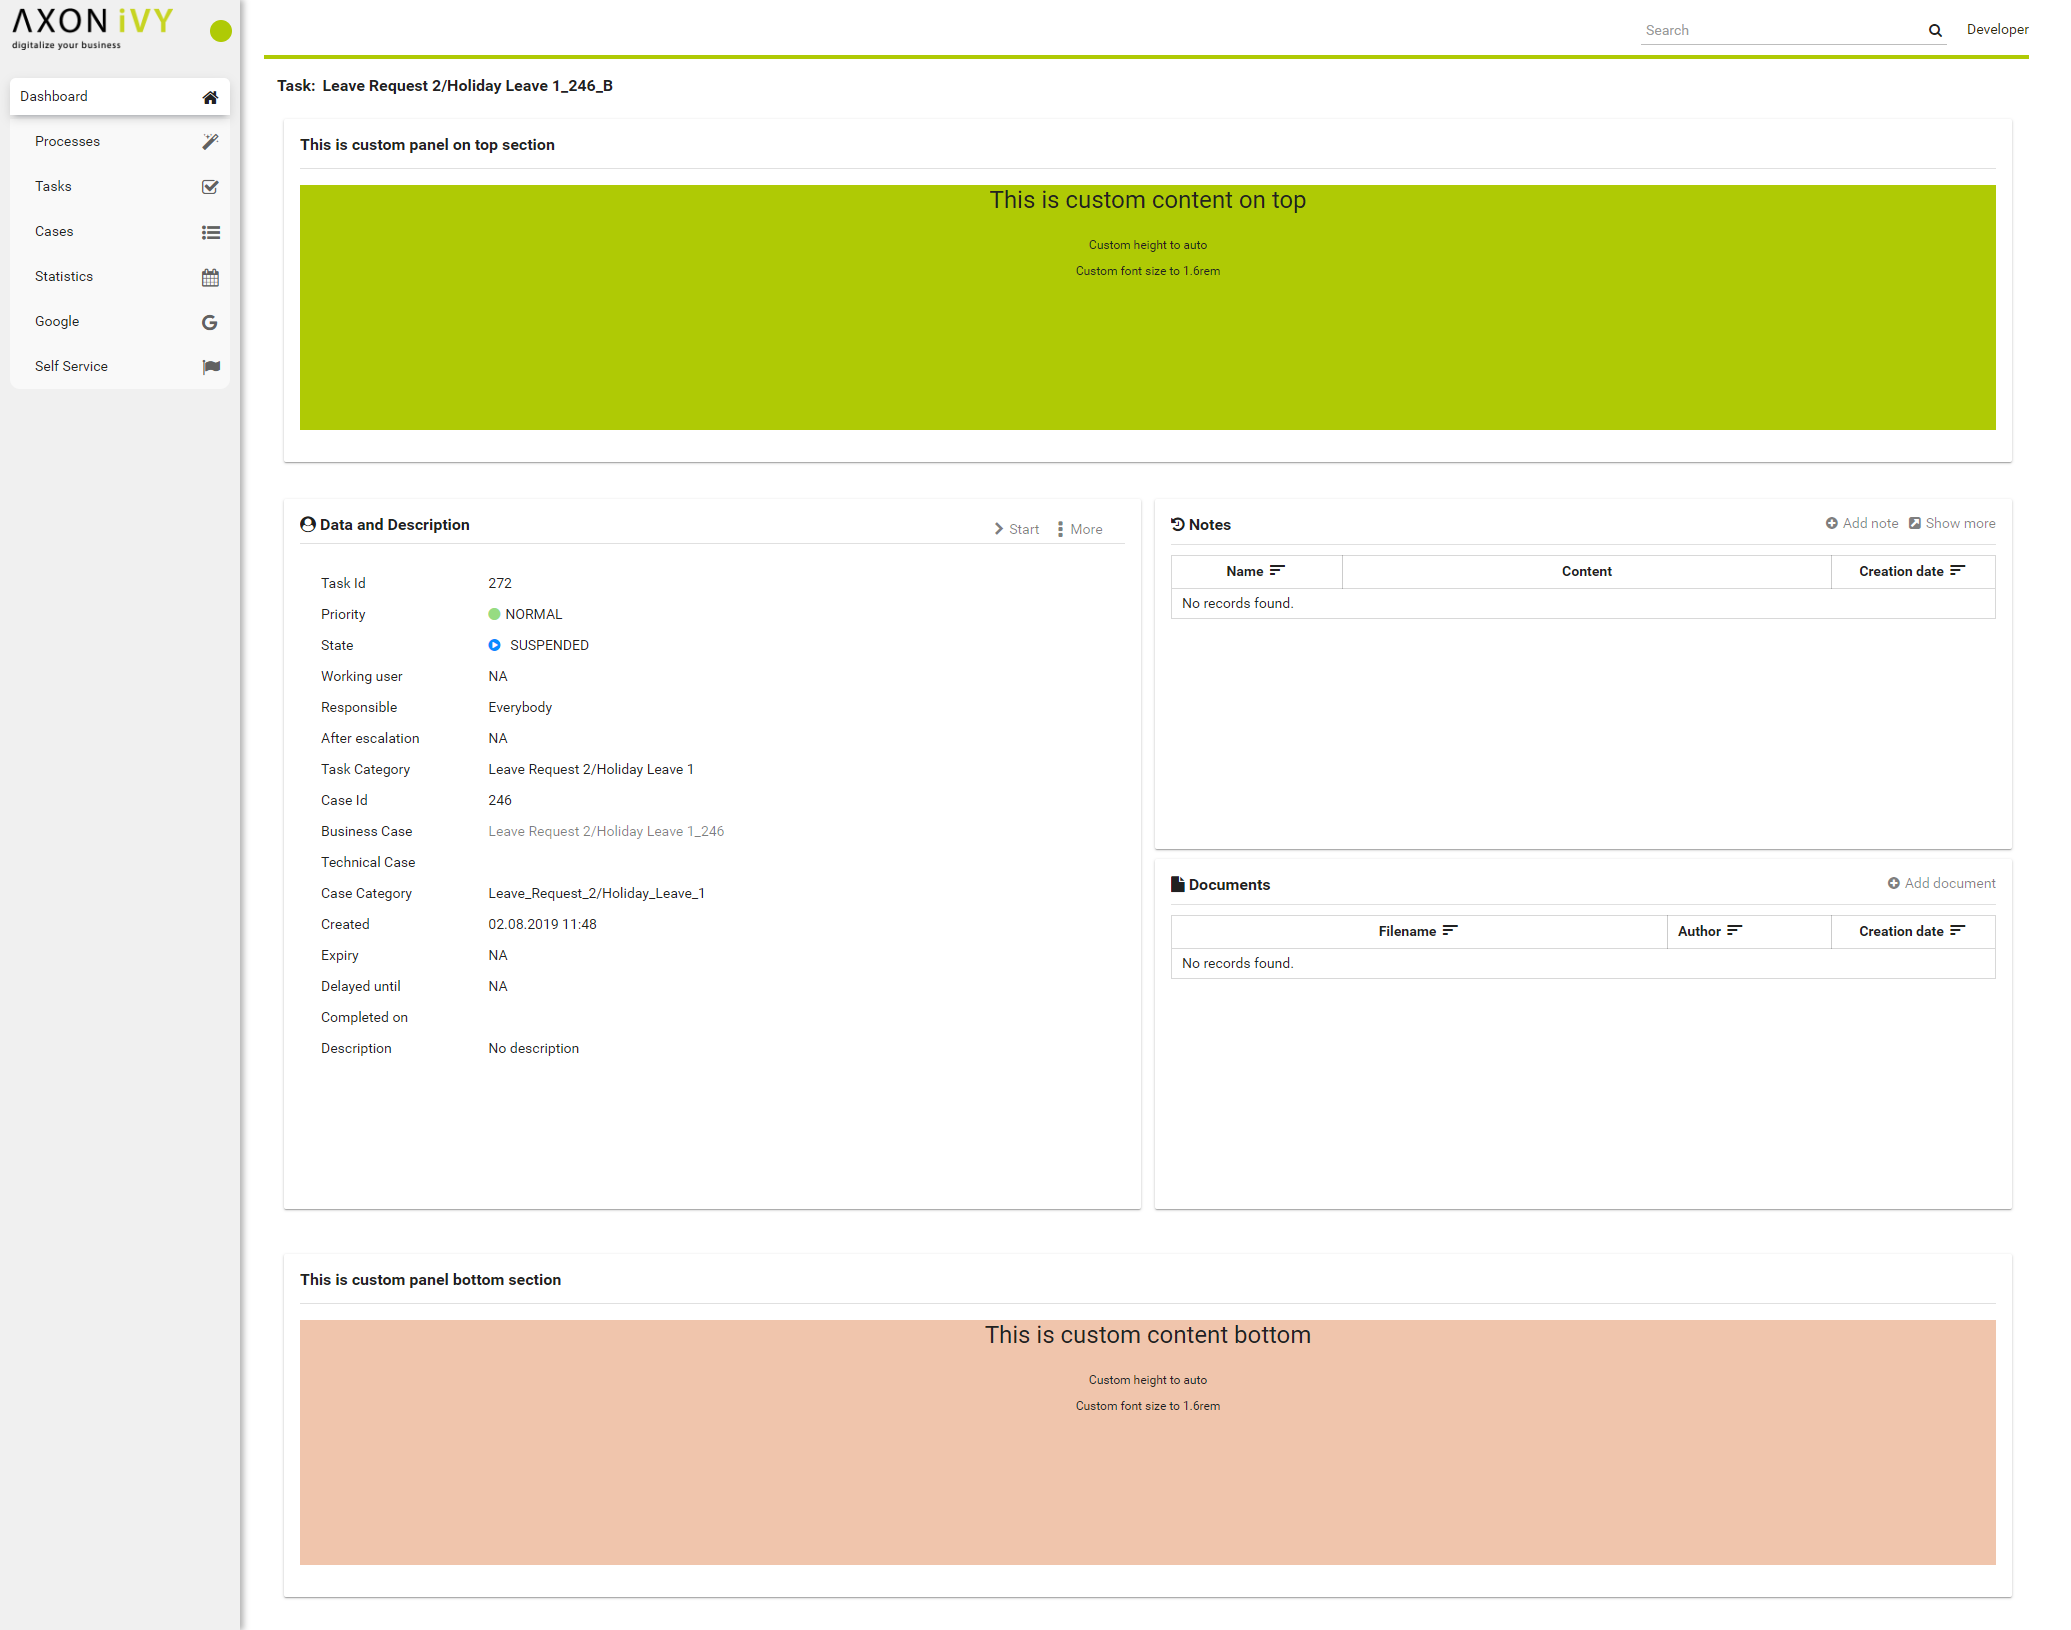 AXON iVY
digitalize your business
Search
Developer
Dashboard
Processes
Tasks
Cases
Statistics
Google
Self Service
Task: Leave Request 2/Holiday Leave 1_246_B
This is custom panel on top section
This is custom content on top
Custom height to auto
Custom font size to 1.6rem
Data and Description
Start More
Task Id 272
Priority NORMAL
State SUSPENDED
Working user NA
Responsible Everybody
After escalation NA
Task Category Leave Request 2/Holiday Leave 1
Case Id 246
Business Case Leave Request 2/Holiday Leave 1_246
Technical Case
Case Category Leave_Request_2/Holiday_Leave_1
Created 02.08.2019 11:48
Expiry NA
Delayed until NA
Completed on
Description No description
Notes
Add note Show more
Name Content Creation date
No records found.
Documents
Add document
Filename Author Creation date
No records found.
This is custom panel bottom section
This is custom content bottom
Custom height to auto
Custom font size to 1.6rem